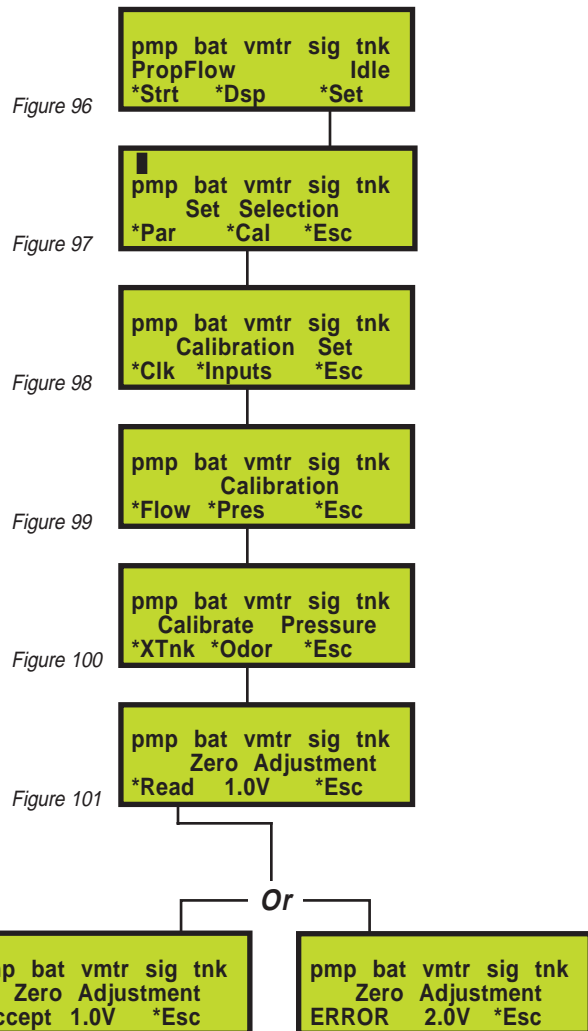 pmp bat vmtr sig tnk
PropFlow Idle
*Strt *Dsp *Set
Figure 96
pmp bat vmtr sig tnk
Set Selection
*Par *Cal *Esc
Figure 97
pmp bat vmtr sig tnk
Calibration Set
*Clk *Inputs *Esc
Figure 98
pmp bat vmtr sig tnk
Calibration
*Flow *Pres *Esc
Figure 99
pmp bat vmtr sig tnk
Calibrate Pressure
*XTnk *Odor *Esc
Figure 100
pmp bat vmtr sig tnk
Zero Adjustment
*Read 1.0V *Esc
Figure 101
Or
bat vmtr sig tnk
Zero Adjustment
1.0V *Esc
pmp bat vmtr sig tnk
Zero Adjustment
ERROR 2.0V *Esc